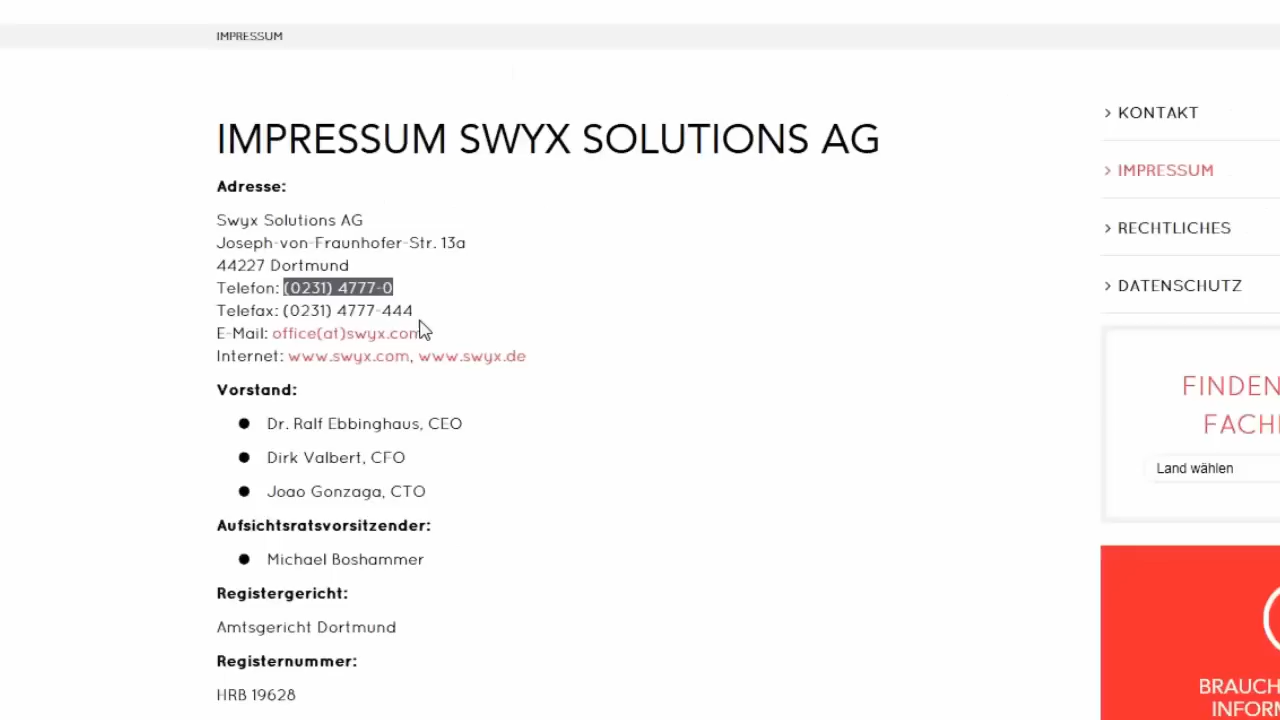 IMPRESSUM
IMPRESSUM SWYX SOLUTIONS AG
Adresse:
Swyx Solutions AG
Joseph-von-Fraunhofer-Str. 13a
44227 Dortmund
Telefon: (0231) 4777-0
Telefax: (0231) 4777-444
E-Mail: office(at)swyx.com
Internet: www.swyx.com, www.swyx.de
Vorstand:
Dr. Ralf Ebbinghaus, CEO
Dirk Valbert, CFO
Joao Gonzaga, CTO
Aufsichtsratsvorsitzender:
Michael Boshammer
Registergericht:
Amtsgericht Dortmund
Registernummer:
HRB 19628
> KONTAKT
> IMPRESSUM
> RECHTLICHES
> DATENSCHUTZ
FINDEN
FACH
Land wählen
BRAUCH
INFORM